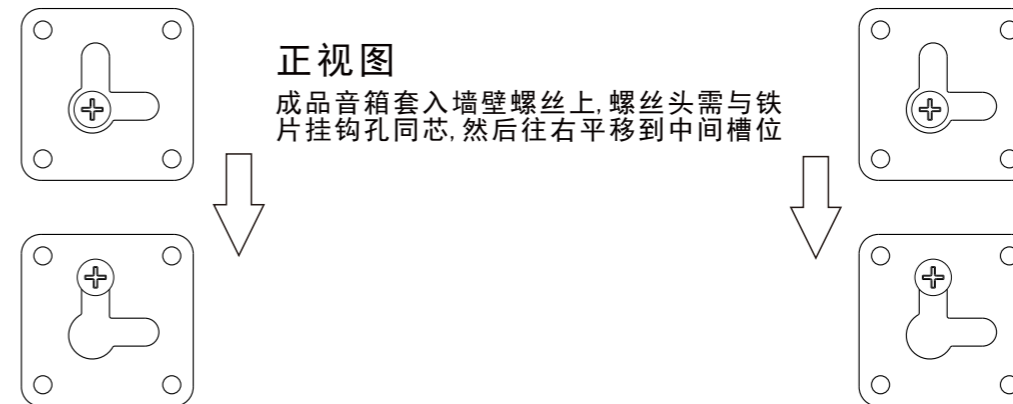 正视图
成品音箱套入墙壁螺丝上,螺丝头需与铁
片挂钩孔同芯,然后往右平移到中间槽位